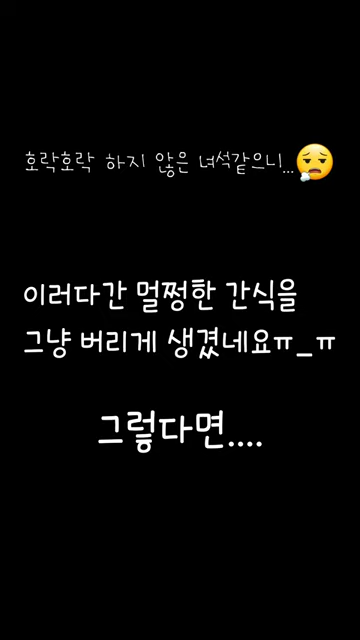 호락호락 하지 않은 녀석같으니...😮‍💨
이러다간 멀쩡한 간식을
그냥 버리게 생겼네요ㅠ_ㅠ
그렇다면....